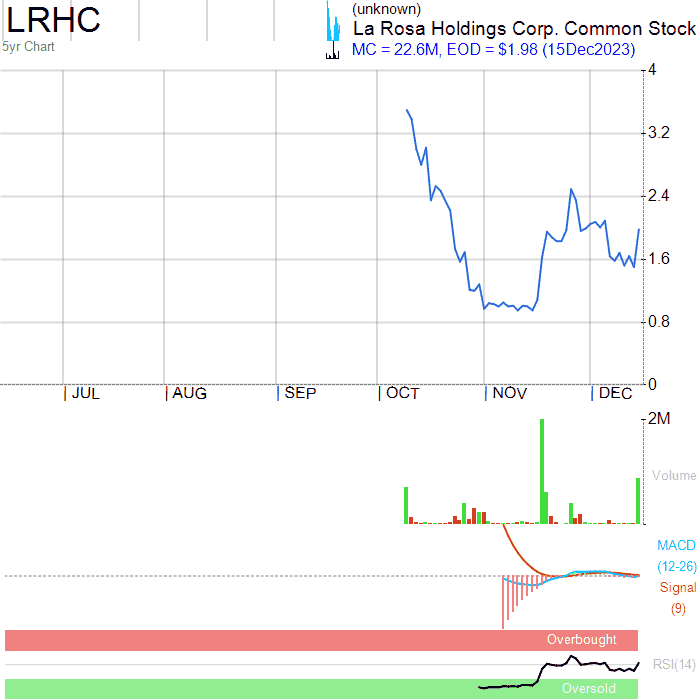 LRHC
5yr Chart
(unknown)
La Rosa Holdings Corp. Common Stock
MC = 22.6M, EOD = $1.98 (15Dec2023)
4
3.2
2.4
1.6
0.8
0
JUL AUG SEP OCT NOV DEC
2M
Volume
MACD
(12-26)
Signal
(9)
Overbought
RSI(14)
Oversold